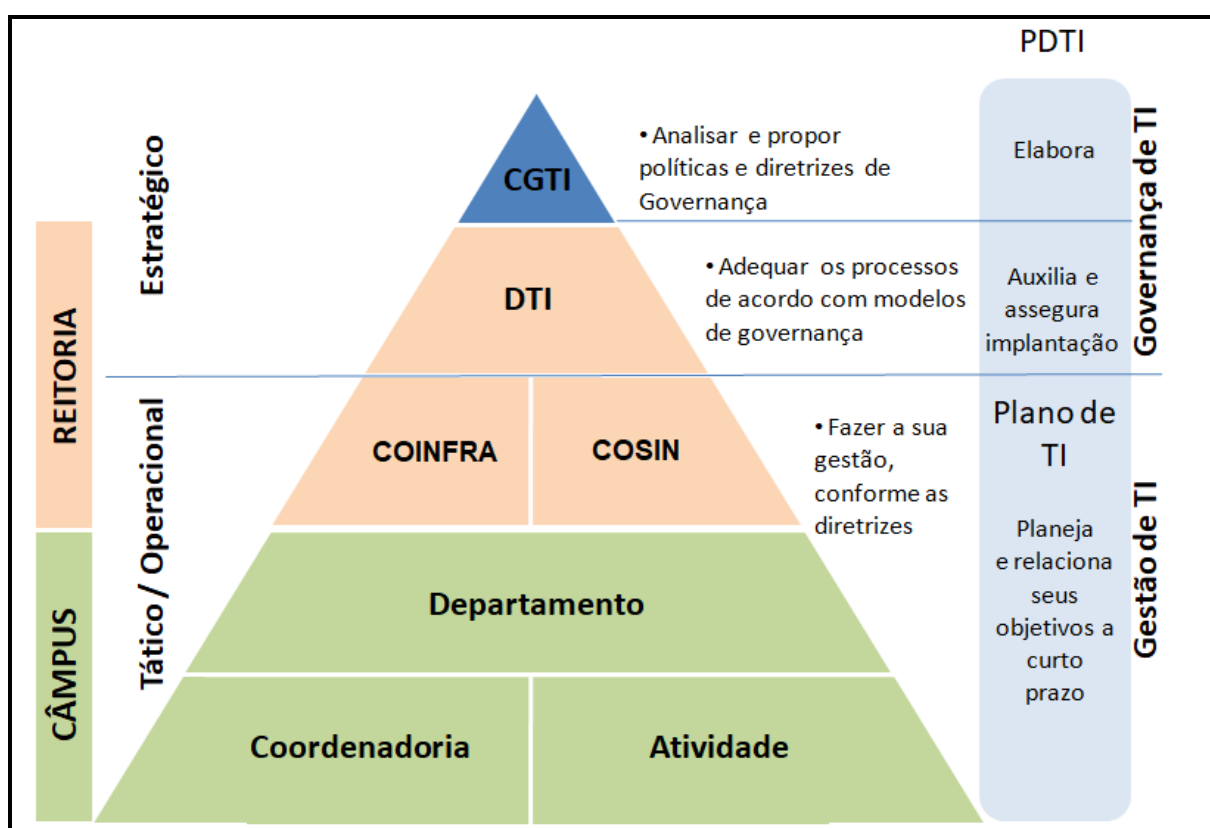 PDTI
Estratégico
CGTI
• Analisar e propor
políticas e diretrizes de
Governança
Elabora
Governança de TI
REITORIA
DTI
• Adequar os processos
de acordo com modelos
de governança
Auxilia e
assegura
implantação
Tático / Operacional
COINFRA
COSIN
• Fazer a sua
gestão,
conforme as
diretrizes
Plano de
TI
Planeja
e relaciona
seus
objetivos a
curto
prazo
Gestão de TI
CÂMPUS
Departamento
Coordenadoria
Atividade